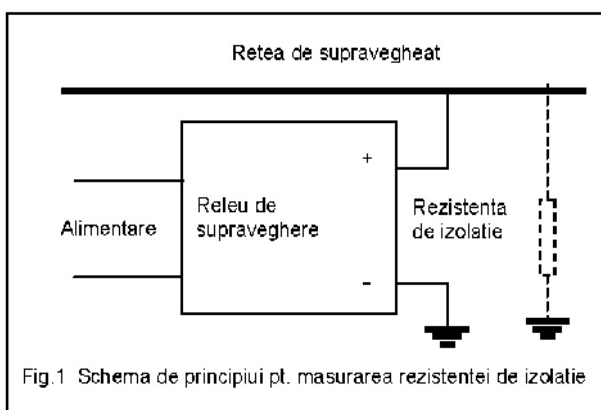 Retea de supravegheat
+
Alimentare
Releu de
supraveghere
Rezistenta
de izolatie
-
Fig.1 Schema de principiui pt. masurarea rezistentei de izolatie